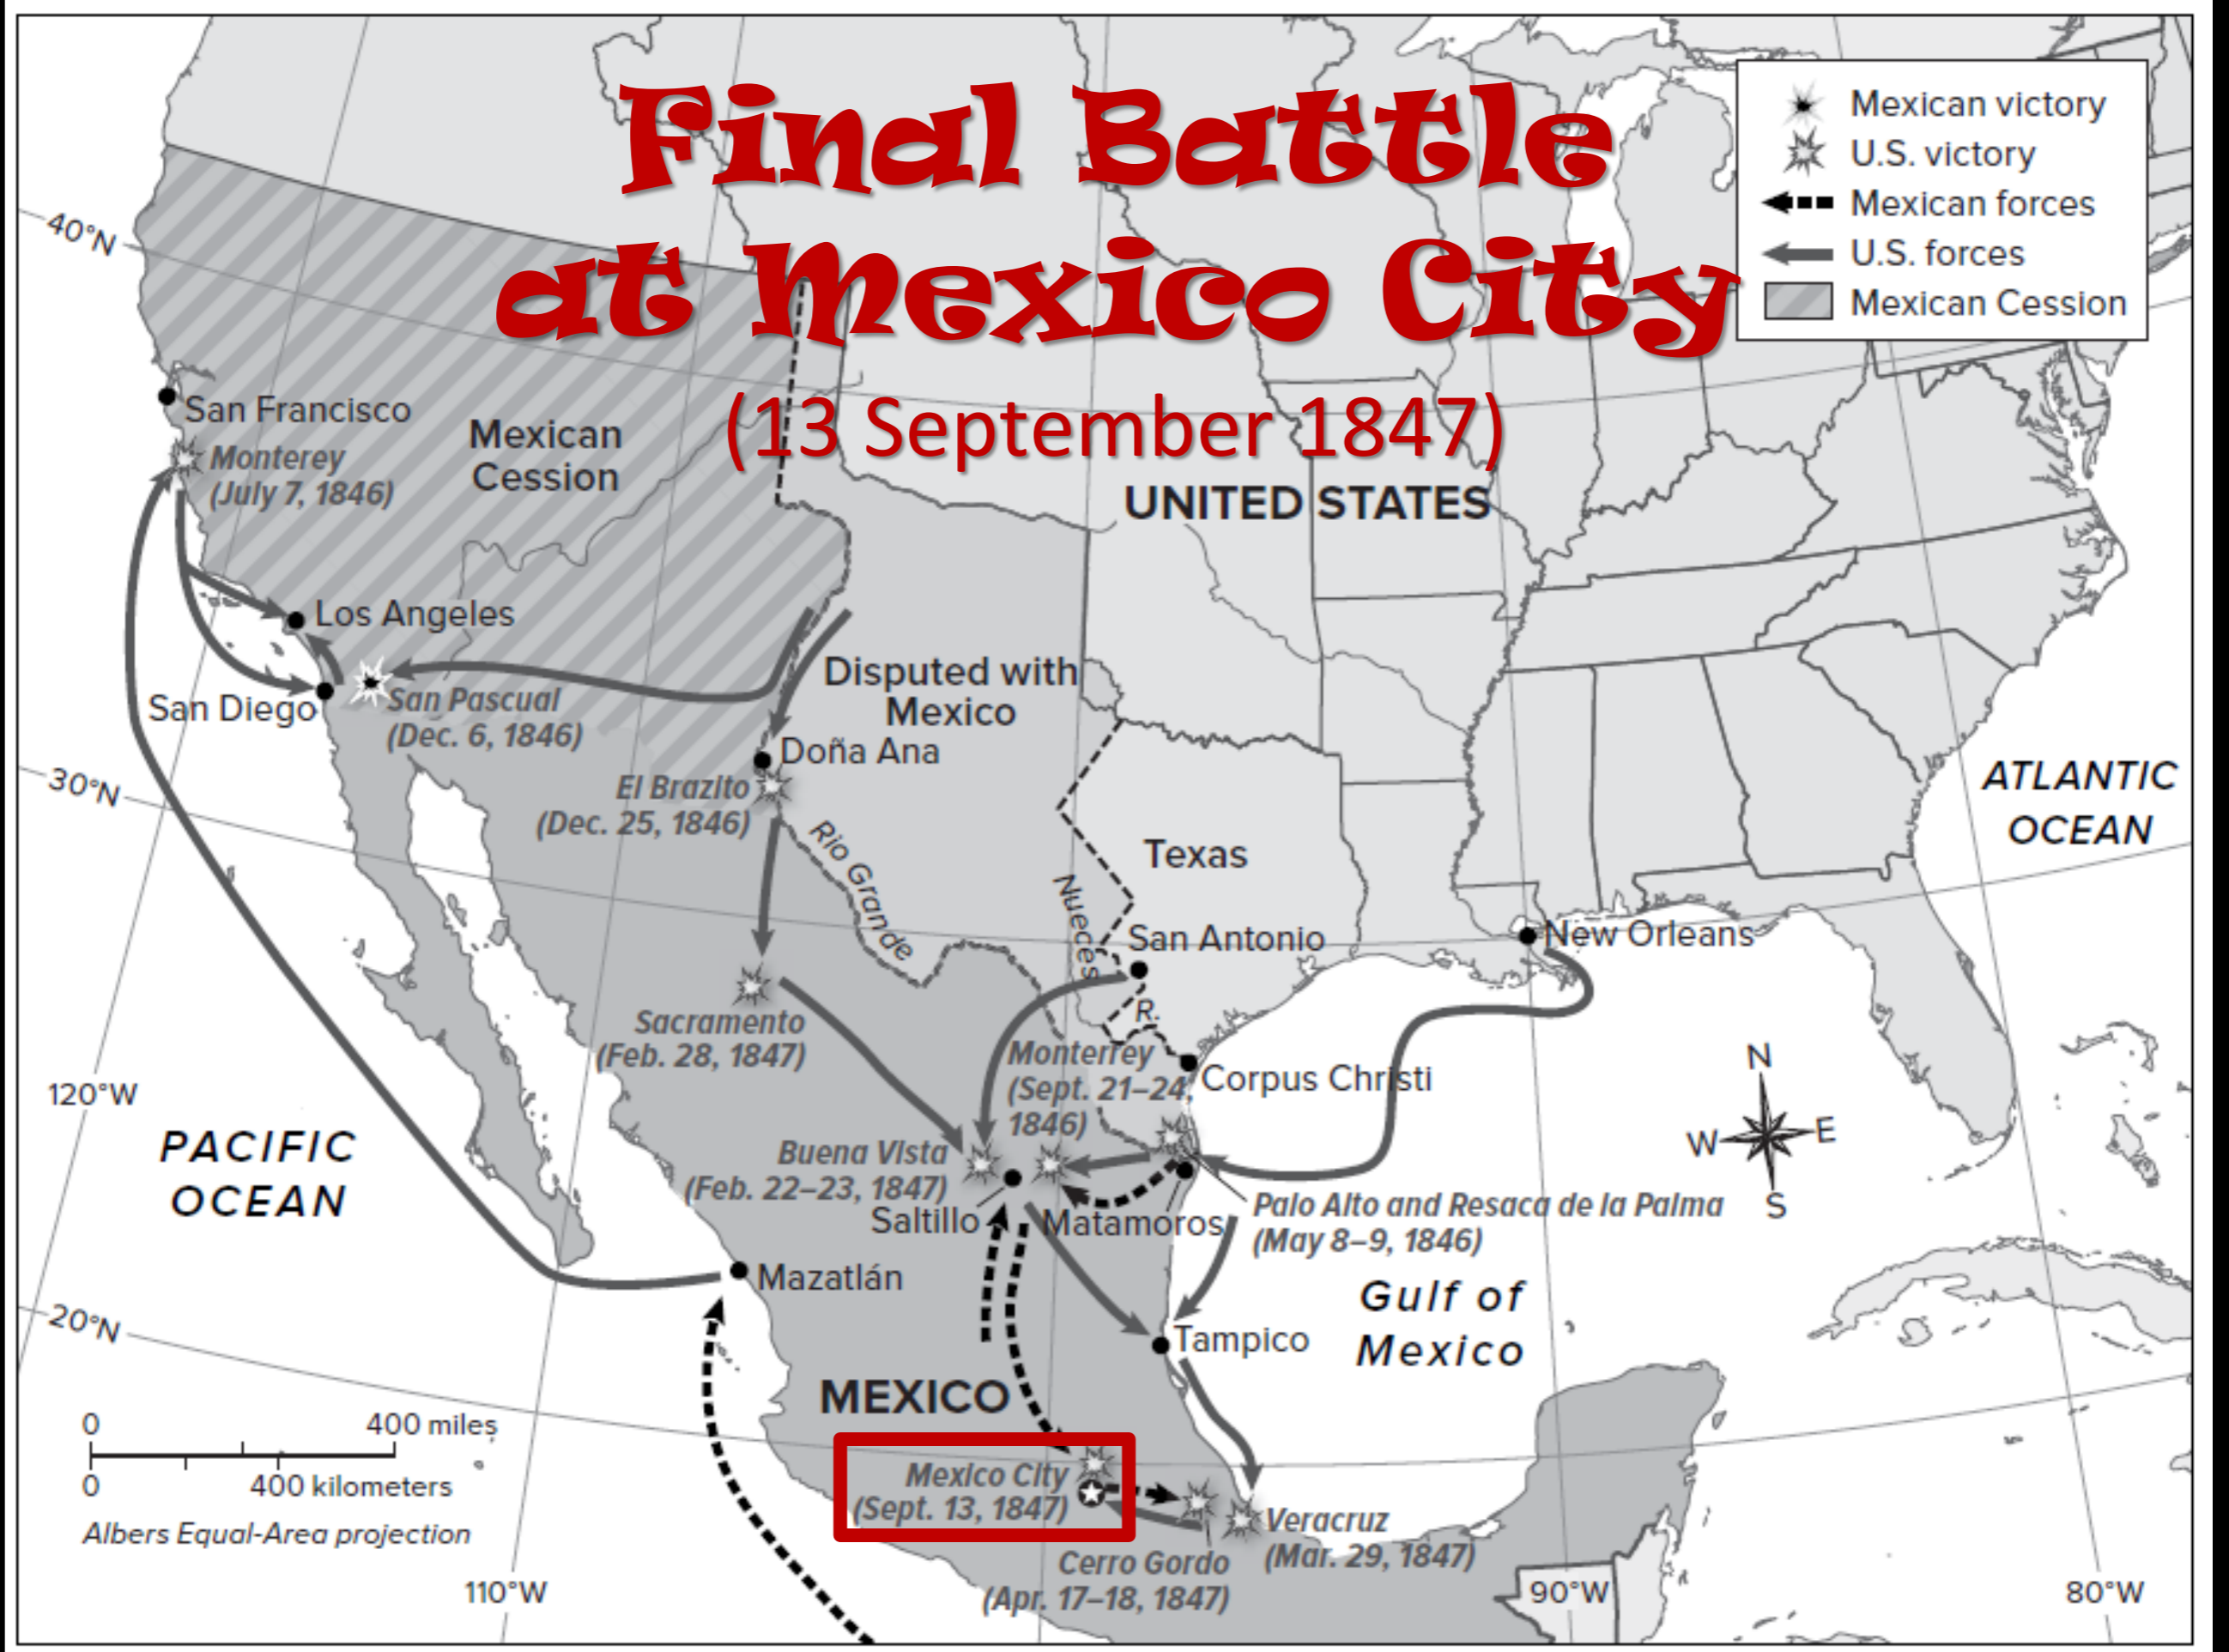 Final Battle
at Mexico City
(13 September 1847)
Mexican victory
U.S. victory
Mexican forces
U.S. forces
Mexican Cession
40°N
San Francisco
Monterey
(July 7, 1846)
Mexican
Cession
UNITED STATES
Los Angeles
San Diego
San Pascual
(Dec. 6, 1846)
Disputed with
Mexico
Doña Ana
El Brazito
(Dec. 25, 1846)
30°N
Rio Grande
Texas
Nueces
R.
San Antonio
New Orleans
ATLANTIC
OCEAN
Sacramento
(Feb. 28, 1847)
Monterrey
(Sept. 21–24,
1846)
Corpus Christi
120°W
PACIFIC
OCEAN
N
W
E
S
Buena Vista
(Feb. 22–23, 1847)
Saltillo
Matamoros
Palo Alto and Resaca de la Palma
(May 8–9, 1846)
Mazatlán
Gulf of
Mexico
20°N
Tampico
MEXICO
0
400 miles
0
400 kilometers
Albers Equal-Area projection
Mexico City
(Sept. 13, 1847)
Veracruz
(Mar. 29, 1847)
Cerro Gordo
(Apr. 17–18, 1847)
110°W
90°W
80°W